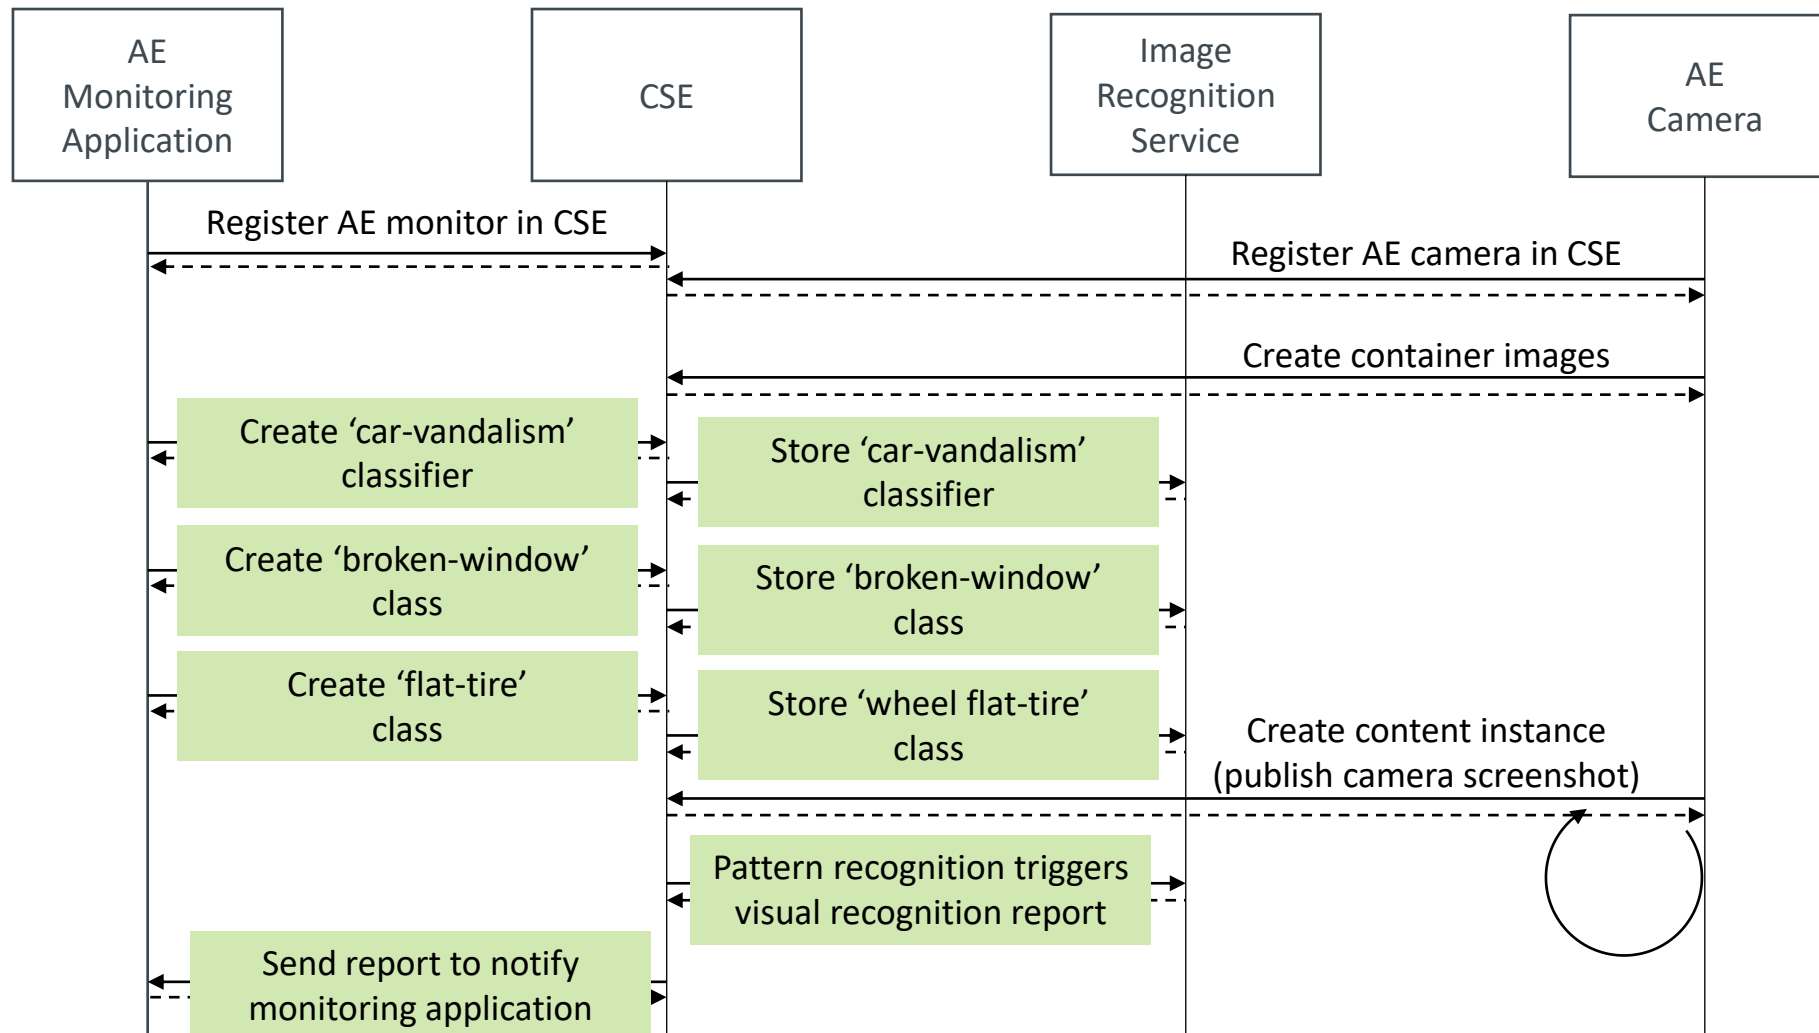 AE
Monitoring
Application
CSE
Image
Recognition
Service
AE
Camera
Register AE monitor in CSE
Register AE camera in CSE
Create container images
Create ‘car-vandalism’
classifier
Store ‘car-vandalism’
classifier
Create ‘broken-window’
class
Store ‘broken-window’
class
Create ‘flat-tire’
class
Store ‘wheel flat-tire’
class
Create content instance
(publish camera screenshot)
Pattern recognition triggers
visual recognition report
Send report to notify
monitoring application